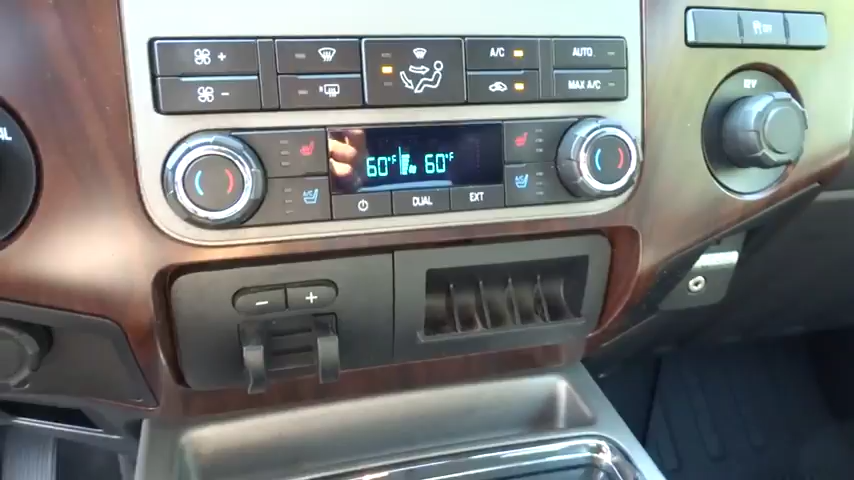 +
A/C
AUTO
-
R
MAX A/C
60°F 60°F
A/C
A/C
DUAL
EXT
- +